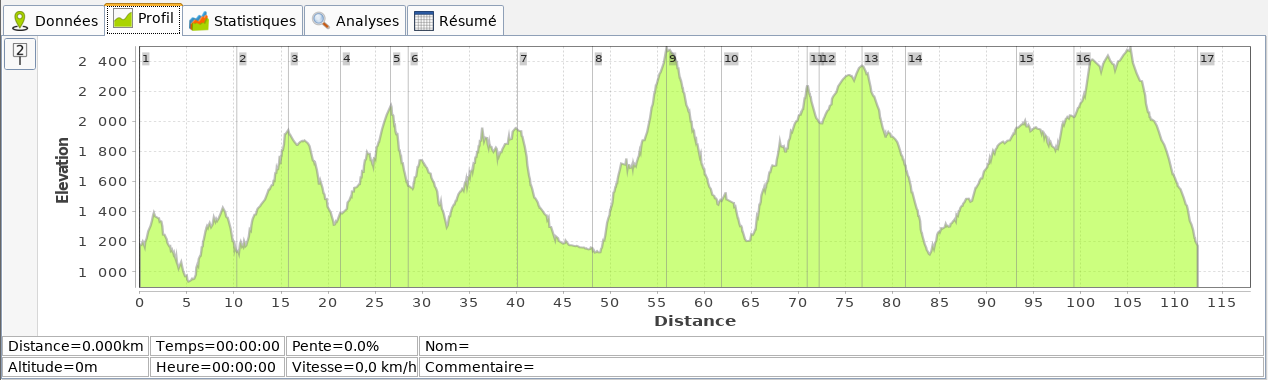 Données Profil Statistiques Analyses Résumé
2
1 2 3 4 5 6 7 8 9 10 11 12 13 14 15 16 17
2 400
2 200
2 000
1 800
1 600
1 400
1 200
1 000
Elevation
0 5 10 15 20 25 30 35 40 45 50 55 60 65 70 75 80 85 90 95 100 105 110 115
Distance
Distance=0.000km Temps=00:00:00 Pente=0.0% Nom=
Altitude=0m Heure=00:00:00 Vitesse=0,0 km/h Commentaire=